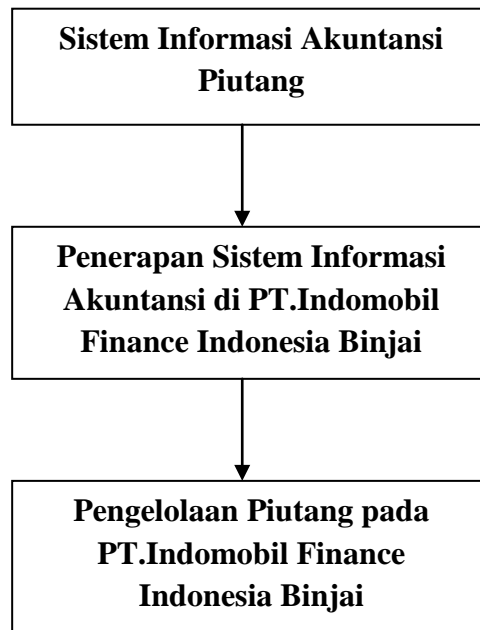 Sistem Informasi Akuntansi
Piutang
Penerapan Sistem Informasi
Akuntansi di PT.Indomobil
Finance Indonesia Binjai
Pengelolaan Piutang pada
PT.Indomobil Finance
Indonesia Binjai